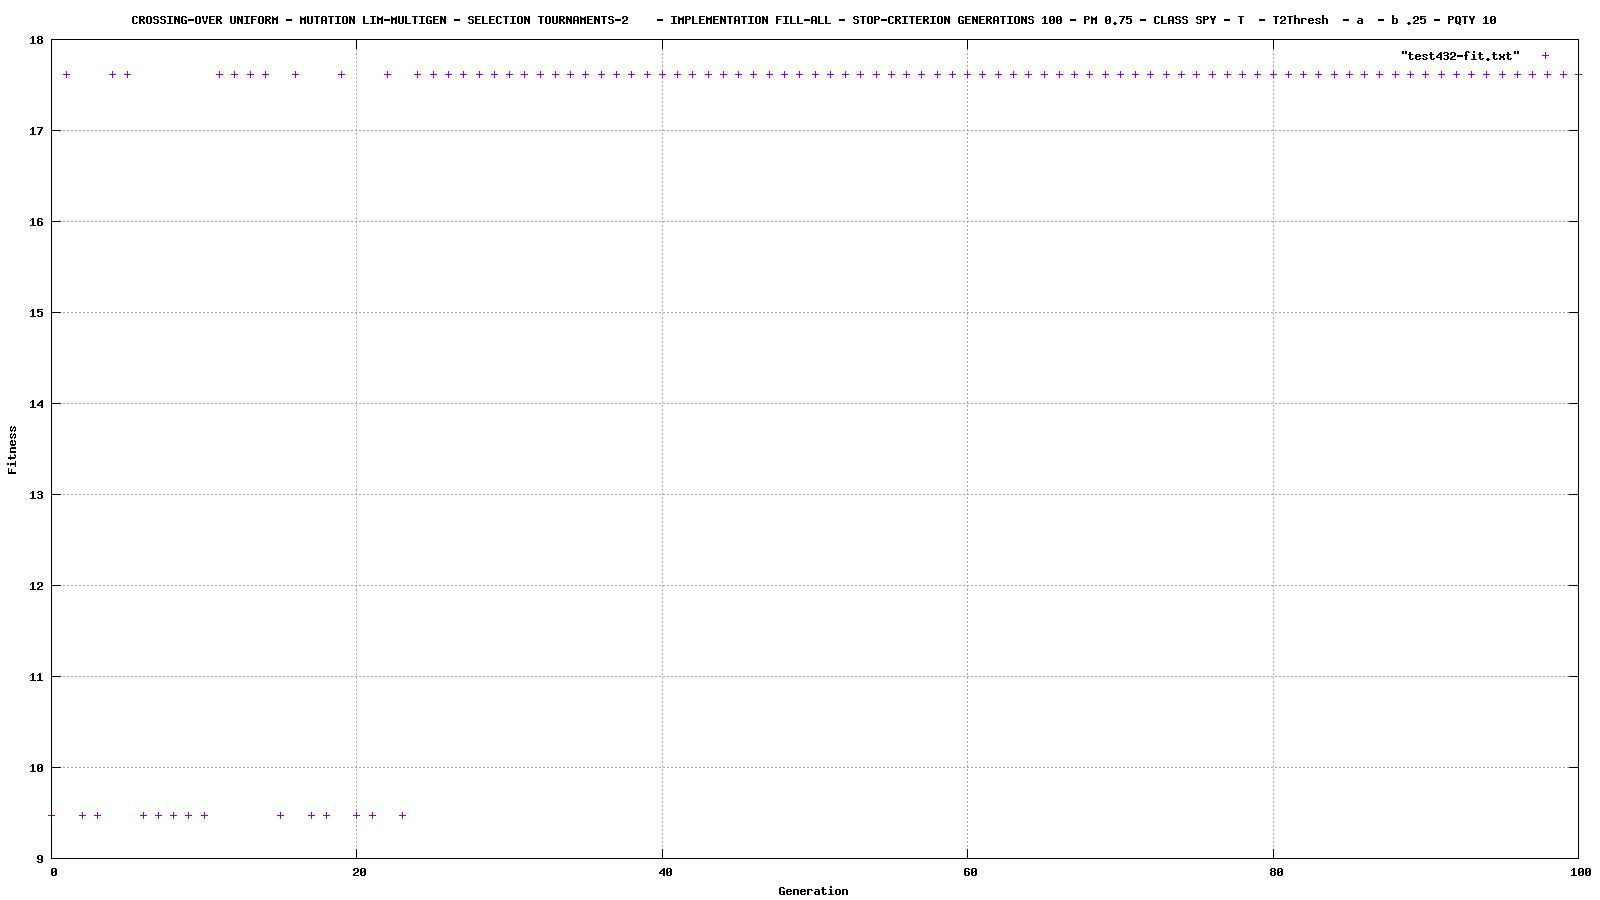 CROSSING-OVER UNIFORM - MUTATION LIM-MULTIGEN - SELECTION TOURNAMENTS-2    - IMPLEMENTATION FILL-ALL - STOP-CRITERION GENERATIONS 100 - PM 0.75 - CLASS SPY - T  - T2Thresh  - a  - b .25 - PQTY 10
"test432-fit.txt"
18
17
16
15
14
13
12
11
10
9
Fitness
0 20 40 60 80 100
Generation